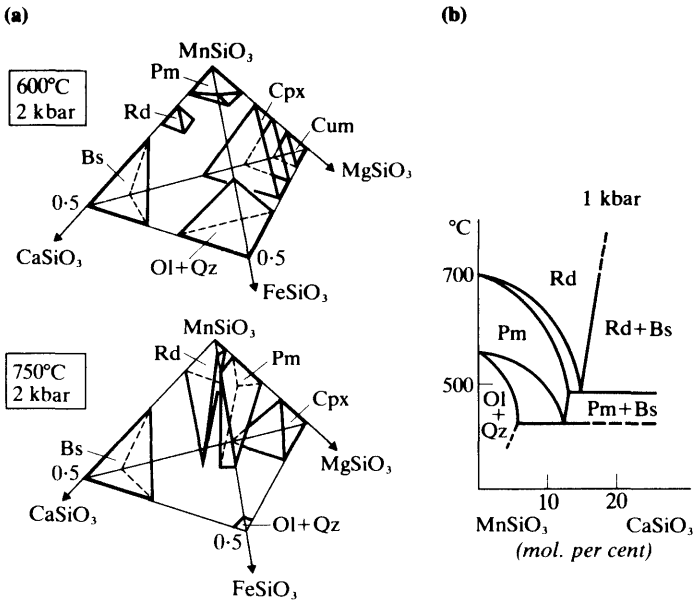 (a)
600°C
2 kbar
MnSiO₃
Pm
Rd
Bs
Cpx
Cum
MgSiO₃
0·5
CaSiO₃
Ol+Qz
0·5
FeSiO₃
750°C
2 kbar
MnSiO₃
Rd
Pm
Cpx
Bs
MgSiO₃
0·5
CaSiO₃
Ol+Qz
0·5
FeSiO₃
(b)
1 kbar
°C
700
500
Rd
Pm
Rd+Bs
Ol
+
Qz
Pm+Bs
10
20
MnSiO₃
CaSiO₃
(mol. per cent)